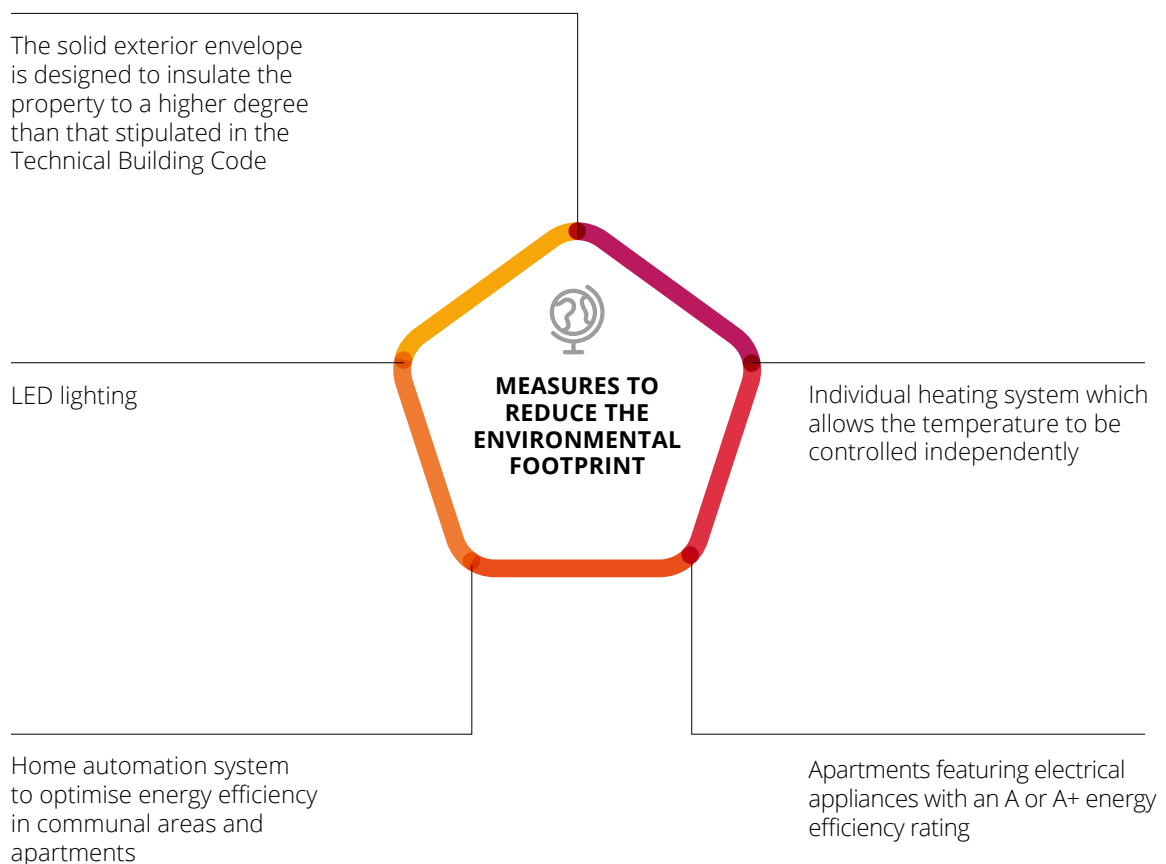 The solid exterior envelope
is designed to insulate the
property to a higher degree
than that stipulated in the
Technical Building Code
MEASURES TO
REDUCE THE
ENVIRONMENTAL
FOOTPRINT
LED lighting
Individual heating system which
allows the temperature to be
controlled independently
Home automation system
to optimise energy efficiency
in communal areas and
apartments
Apartments featuring electrical
appliances with an A or A+ energy
efficiency rating